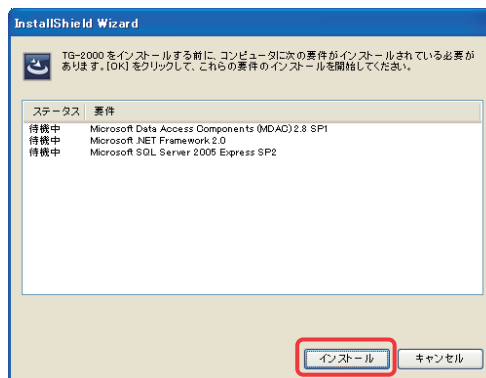 InstallShield Wizard
TG-2000 をインストールする前に、コンピュータに次の要件がインストールされている必要が
あります。[OK] をクリックして、これらの要件のインストールを開始してください。
ステータス 要件
待機中 Microsoft Data Access Components (MDAC) 2.8 SP1
待機中 Microsoft .NET Framework 2.0
待機中 Microsoft SQL Server 2005 Express SP2
インストール キャンセル